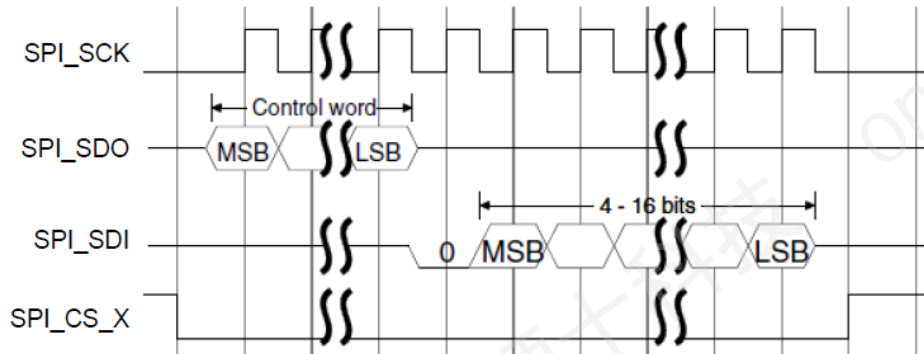 SPI_SCK
Control word
SPI_SDO
MSB
LSB
4 - 16 bits
SPI_SDI
0
MSB
LSB
SPI_CS_X